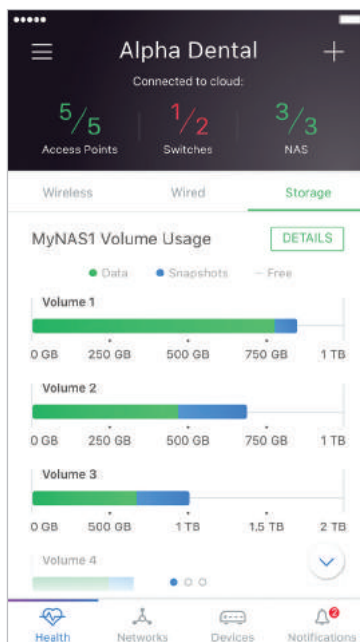 Alpha Dental
Connected to cloud:
5/5 1/2 3/3
Access Points Switches NAS
Wireless Wired Storage
MyNAS1 Volume Usage DETAILS
Data Snapshots Free
Volume 1
0 GB 250 GB 500 GB 750 GB 1 TB
Volume 2
0 GB 250 GB 500 GB 750 GB 1 TB
Volume 3
0 GB 500 GB 1 TB 1,5 TB 2 TB
Volume 4
2
Health Networks Devices Notifications